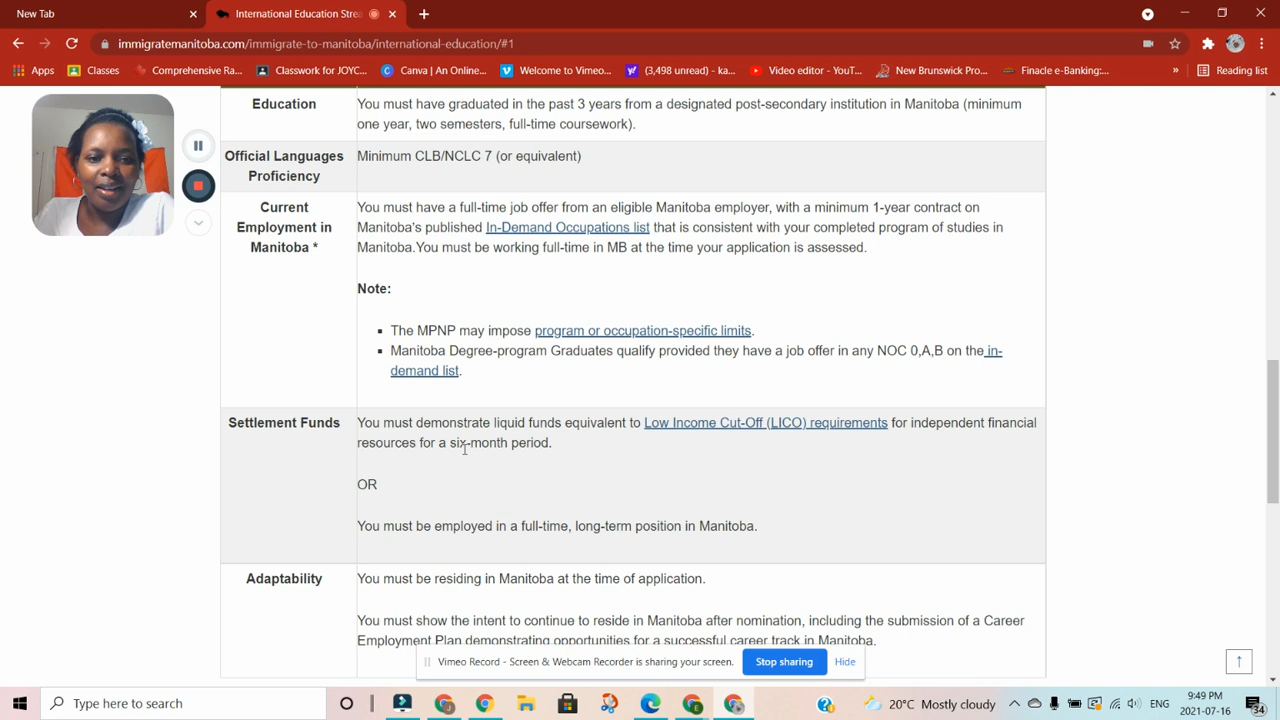 New Tab
International Education Strea
immigratemanitoba.com/immigrate-to-manitoba/international-education/#1
Apps
Classes
Comprehensive Ra...
Classwork for JOYC...
Canva | An Online...
Welcome to Vimeo...
(3,498 unread) - ka...
Video editor - YouT...
New Brunswick Pro...
Finacle e-Banking:...
»
Reading list
Education
You must have graduated in the past 3 years from a designated post-secondary institution in Manitoba (minimum
one year, two semesters, full-time coursework).
Official Languages
Proficiency
Minimum CLB/NCLC 7 (or equivalent)
Current
Employment in
Manitoba *
You must have a full-time job offer from an eligible Manitoba employer, with a minimum 1-year contract on
Manitoba's published In-Demand Occupations list that is consistent with your completed program of studies in
Manitoba.You must be working full-time in MB at the time your application is assessed.
Note:
The MPNP may impose program or occupation-specific limits.
Manitoba Degree-program Graduates qualify provided they have a job offer in any NOC 0,A,B on the in-
demand list.
Settlement Funds
You must demonstrate liquid funds equivalent to Low Income Cut-Off (LICO) requirements for independent financial
resources for a six-month period.
OR
You must be employed in a full-time, long-term position in Manitoba.
Adaptability
You must be residing in Manitoba at the time of application.
You must show the intent to continue to reside in Manitoba after nomination, including the submission of a Career
Employment Plan demonstrating opportunities for a successful career track in Manitoba.
Vimeo Record - Screen & Webcam Recorder is sharing your screen.
Stop sharing
Hide
Type here to search
20°C Mostly cloudy
ENG
9:49 PM
2021-07-16
34